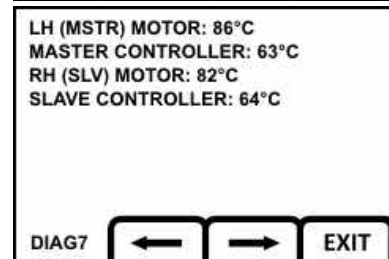 LH (MSTR) MOTOR: 86°C
MASTER CONTROLLER: 63°C
RH (SLV) MOTOR: 82°C
SLAVE CONTROLLER: 64°C
DIAG7 EXIT